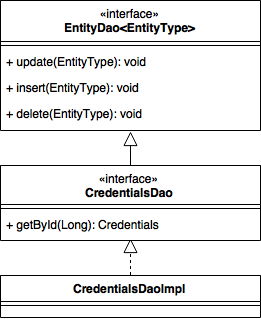 «interface»
EntityDao<EntityType>
+ update(EntityType): void
+ insert(EntityType): void
+ delete(EntityType): void
«interface»
CredentialsDao
+ getById(Long): Credentials
CredentialsDaoImpl